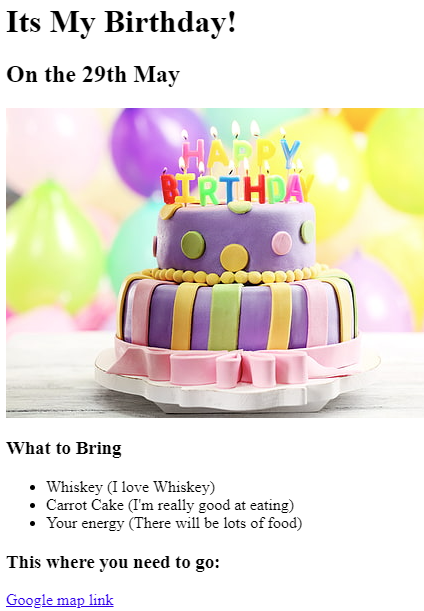 Its My Birthday!
On the 29th May
HAPPY
BIRTHDAY
What to Bring
Whiskey (I love Whiskey)
Carrot Cake (I'm really good at eating)
Your energy (There will be lots of food)
This where you need to go:
Google map link